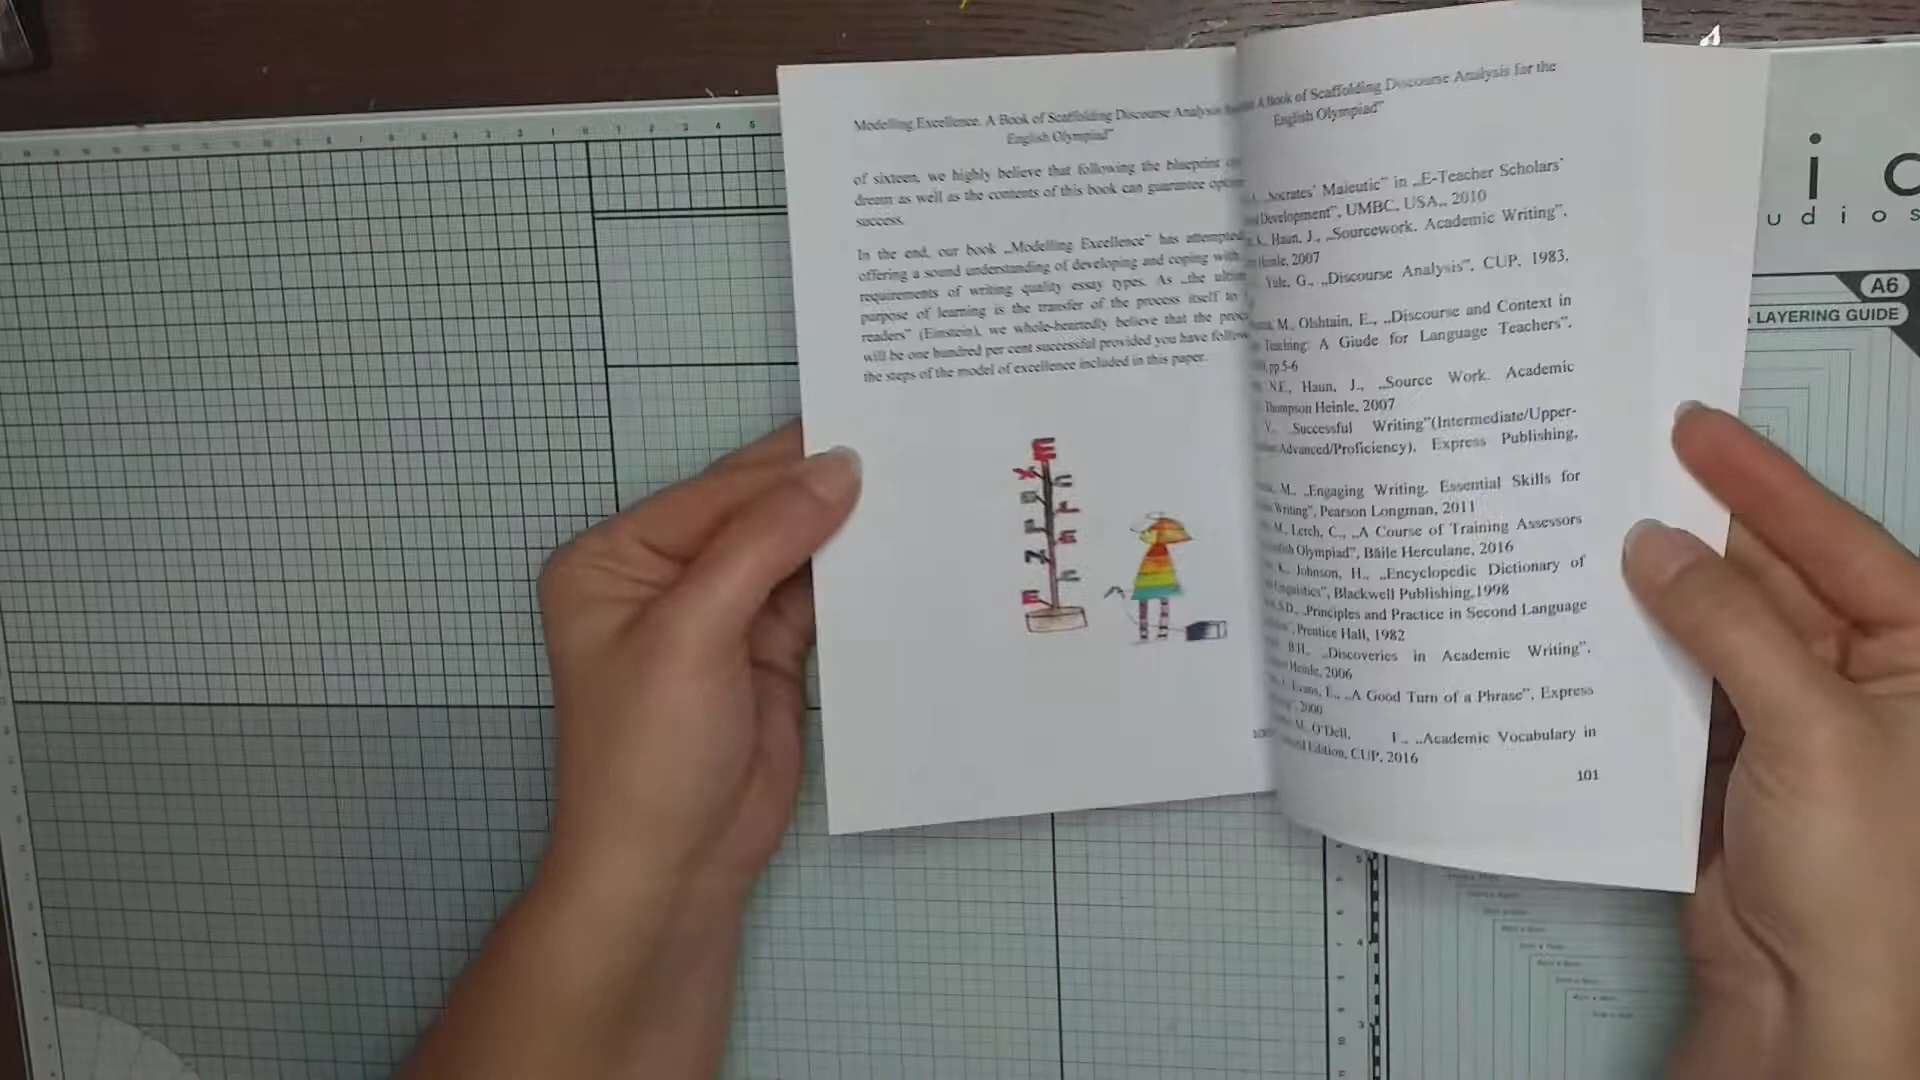 Modelling Excellence. A Book of Scaffolding Discourse Analysis
English Olympiad"
of sixteen, we highly believe that following the blueprint
dream as well as the contents of this book can guarantee
success.
In the end, our book „Modelling Excellence" has attempted
offering a sound understanding of developing and coping with
requirements of writing quality essay types. As „the
purpose of learning is the transfer of the process itself to
readers" (Einstein), we whole-heartedly believe that the
will be one hundred per cent successful provided you have
the steps of the model of excellence included in this paper.
E
X C
L
E
N
C
E
100
A Book of Scaffolding Discourse Analysis for the
English Olympiad"
„Socrates' Maieutic" in „E-Teacher Scholars'
Development", UMBC, USA,, 2010
Haun, J., „Sourcework. Academic Writing",
Heinle, 2007
Yule, G., „Discourse Analysis", CUP, 1983,
M., Olshtain, E., „Discourse and Context in
Teaching: A Giude for Language Teachers",
pp.5-6
N.E., Haun, J., „Source Work. Academic
Thompson Heinle, 2007
V., Successful Writing"(Intermediate/Upper-
Advanced/Proficiency), Express Publishing,
M., „Engaging Writing. Essential Skills for
Writing", Pearson Longman, 2011
M., Lerch, C., „A Course of Training Assessors
Olympiad", Băile Herculane, 2016
K., Johnson, H., „Encyclopedic Dictionary of
Linguistics", Blackwell Publishing,1998
S.D., „Principles and Practice in Second Language
Prentice Hall, 1982
B.H., „Discoveries in Academic Writing",
Heinle, 2006
Evans, L., „A Good Turn of a Phrase", Express
2000
M., O'Dell, F., „Academic Vocabulary in
Edition, CUP, 2016
101
i c
u d i o s
A6
LAYERING GUIDE